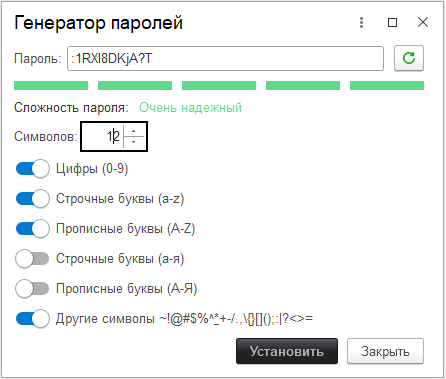 Генератор паролей
Пароль: :1RXl8DKjA?T
Сложность пароля: Очень надежный
Символов: 12
Цифры (0-9)
Строчные буквы (a-z)
Прописные буквы (A-Z)
Строчные буквы (а-я)
Прописные буквы (А-Я)
Другие символы ~!@#$%^*+-/.,\{}[]();:|?<>=
Установить Закрыть